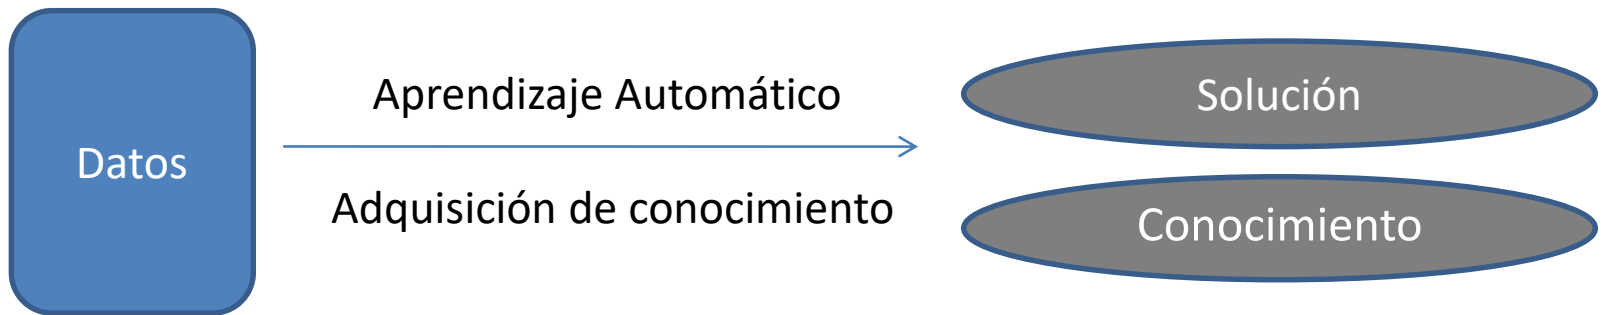 Datos
Aprendizaje Automático
Adquisición de conocimiento
Solución
Conocimiento